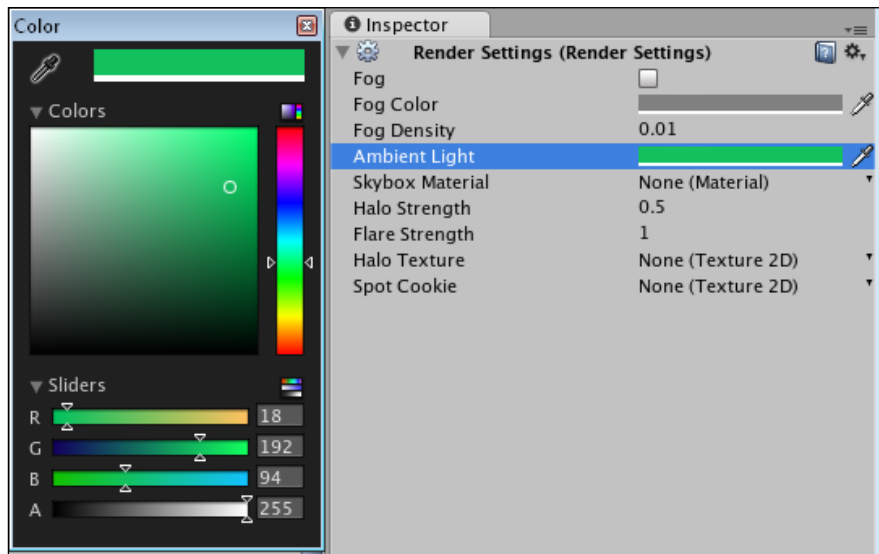 Color
Colors
Sliders
R 18
G 192
B 94
A 255
Inspector
Render Settings (Render Settings)
Fog
Fog Color
Fog Density 0.01
Ambient Light
Skybox Material None (Material)
Halo Strength 0.5
Flare Strength 1
Halo Texture None (Texture 2D)
Spot Cookie None (Texture 2D)